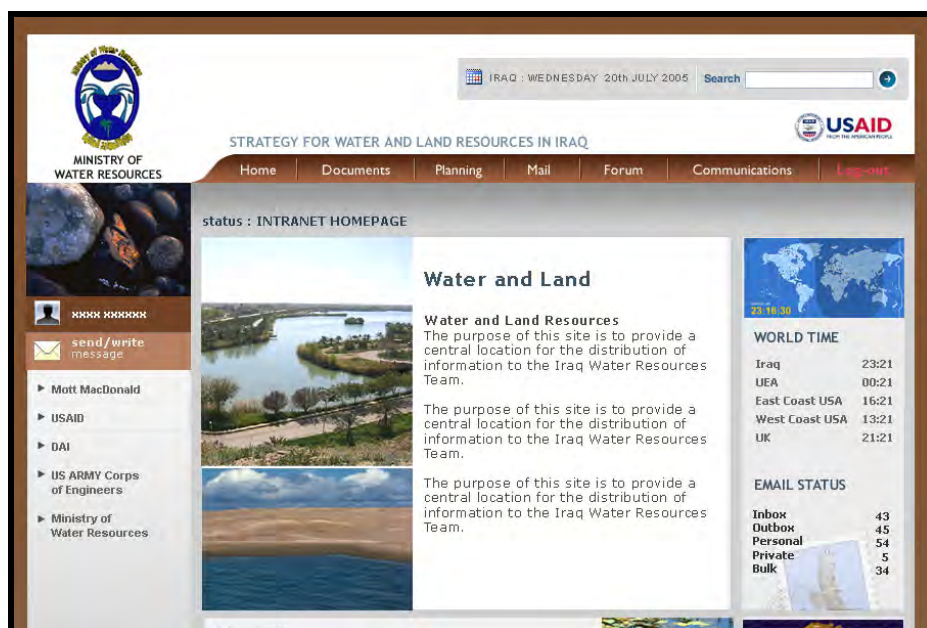 Ministry of Water Resources
MINISTRY OF
WATER RESOURCES
IRAQ : WEDNESDAY 20th JULY 2005 Search
USAID
FROM THE AMERICAN PEOPLE
STRATEGY FOR WATER AND LAND RESOURCES IN IRAQ
Home Documents Planning Mail Forum Communications Log-out
status : INTRANET HOMEPAGE
xxxx xxxxxx
send/write
message
Mott MacDonald
USAID
DAI
US ARMY Corps
of Engineers
Ministry of
Water Resources
Water and Land
Water and Land Resources
The purpose of this site is to provide a
central location for the distribution of
information to the Iraq Water Resources
Team.
The purpose of this site is to provide a
central location for the distribution of
information to the Iraq Water Resources
Team.
The purpose of this site is to provide a
central location for the distribution of
information to the Iraq Water Resources
Team.
23:16:30
WORLD TIME
Iraq 23:21
UEA 00:21
East Coast USA 16:21
West Coast USA 13:21
UK 21:21
EMAIL STATUS
Inbox 43
Outbox 45
Personal 54
Private 5
Bulk 34